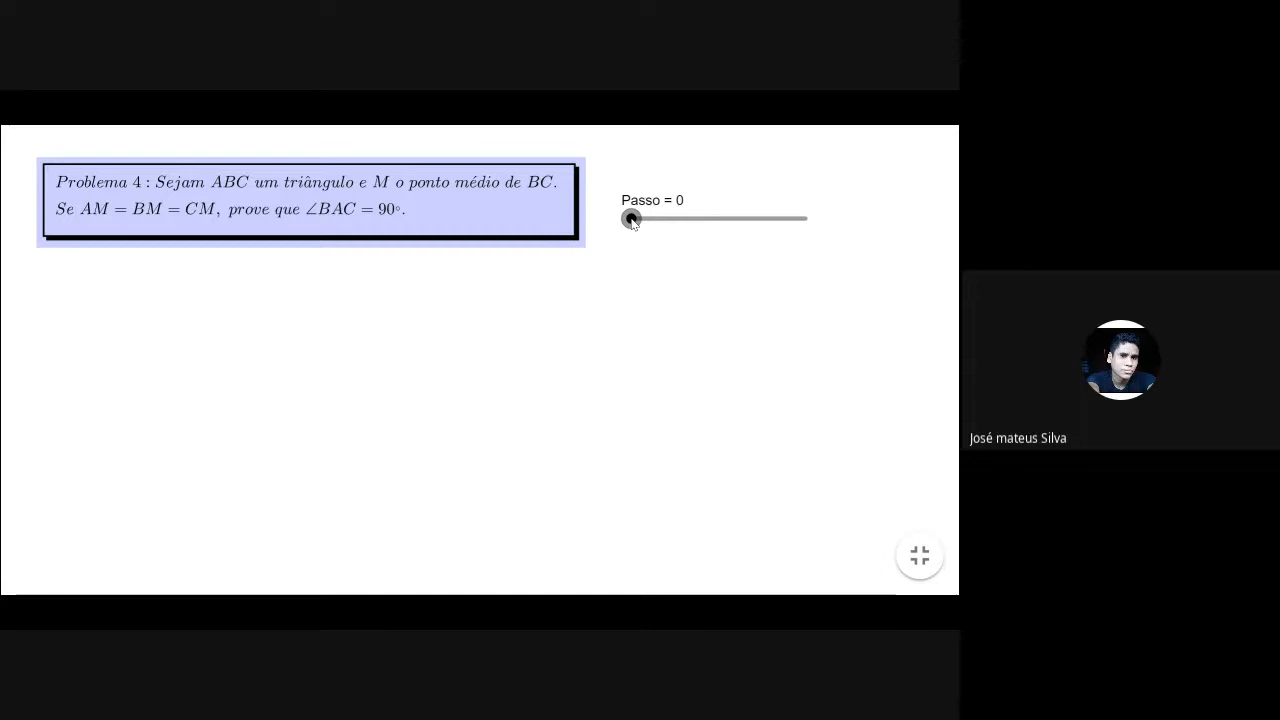 Problema 4 : Sejam ABC um triângulo e M o ponto médio de BC.
Se AM = BM = CM, prove que ∠BAC = 90°.
Passo = 0
José mateus Silva